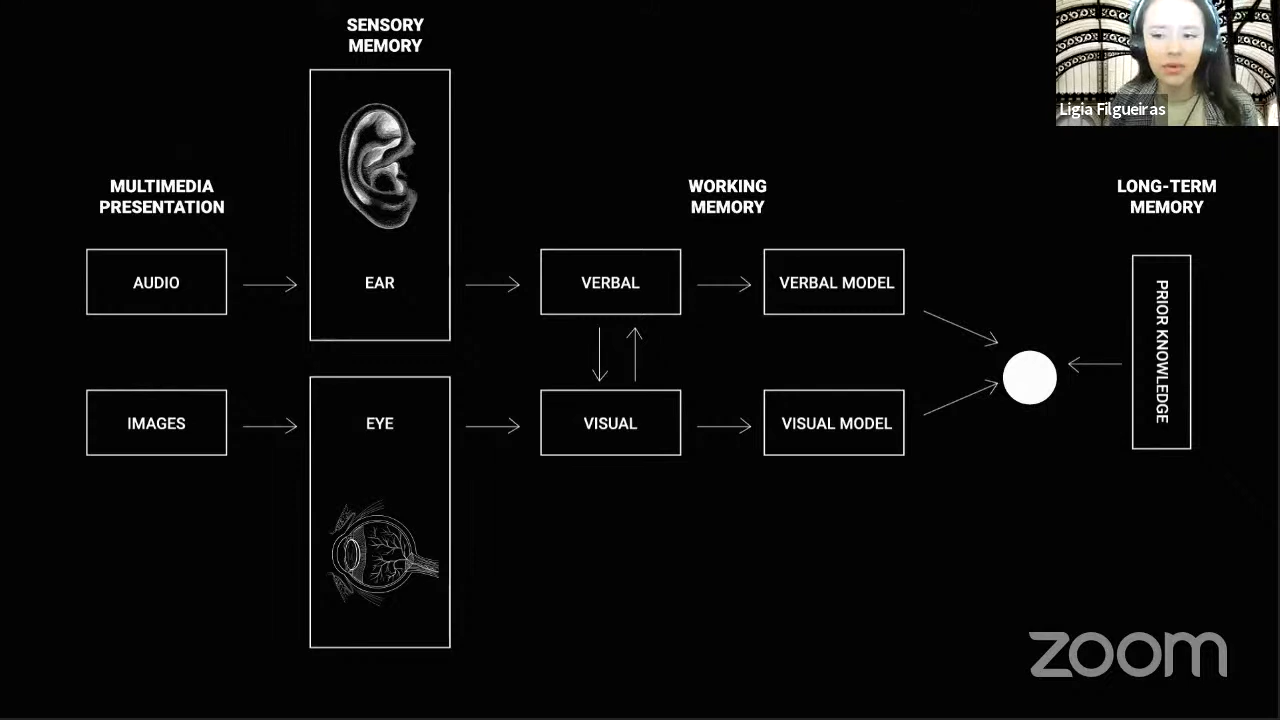 SENSORY
MEMORY
Ligia Filgueiras
MULTIMEDIA
PRESENTATION
WORKING
MEMORY
LONG-TERM
MEMORY
AUDIO
EAR
VERBAL
VERBAL MODEL
PRIOR KNOWLEDGE
IMAGES
EYE
VISUAL
VISUAL MODEL
zoom